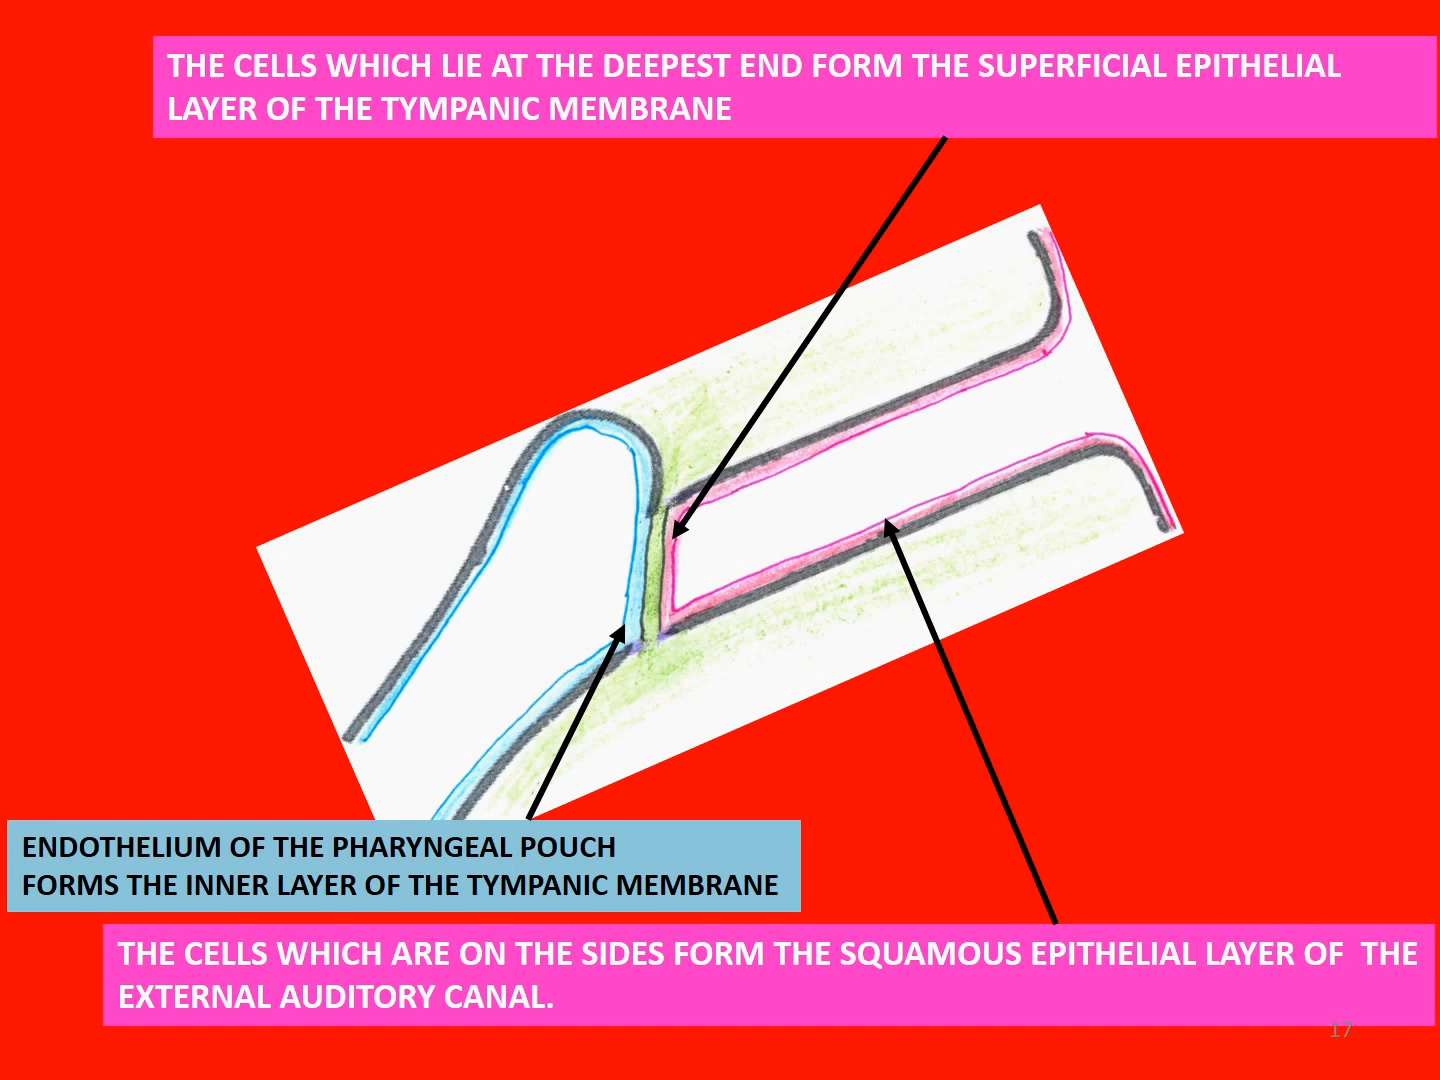 THE CELLS WHICH LIE AT THE DEEPEST END FORM THE SUPERFICIAL EPITHELIAL
LAYER OF THE TYMPANIC MEMBRANE
ENDOTHELIUM OF THE PHARYNGEAL POUCH
FORMS THE INNER LAYER OF THE TYMPANIC MEMBRANE
THE CELLS WHICH ARE ON THE SIDES FORM THE SQUAMOUS EPITHELIAL LAYER OF  THE
EXTERNAL AUDITORY CANAL.
17